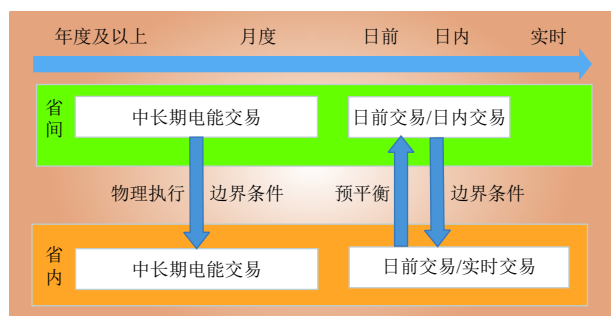 年度及以上 月度 日前 日内 实时
省间 中长期电能交易 日前交易/日内交易
物理执行 边界条件 预平衡 边界条件
省内 中长期电能交易 日前交易/实时交易